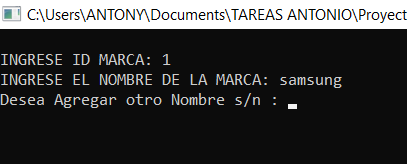 C:\Users\ANTONY\Documents\TAREAS ANTONIO\Proyect
INGRESE ID MARCA: 1
INGRESE EL NOMBRE DE LA MARCA: samsung
Desea Agregar otro Nombre s/n :